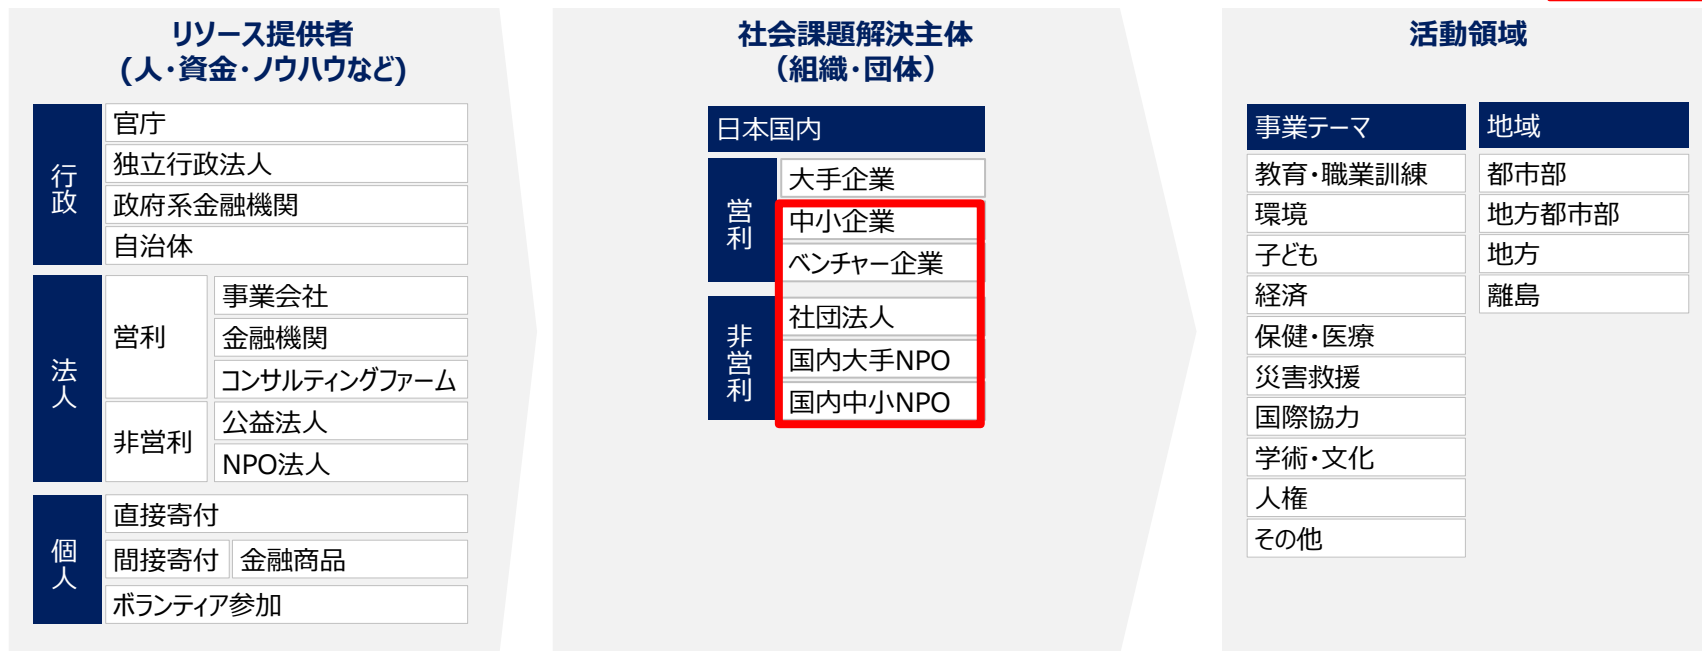 リソース提供者
(人・資金・ノウハウなど)
行政
官庁
独立行政法人
政府系金融機関
自治体
法人
営利
事業会社
金融機関
コンサルティングファーム
非営利
公益法人
NPO法人
個人
直接寄付
間接寄付
金融商品
ボランティア参加
社会課題解決主体
（組織・団体）
日本国内
営利
大手企業
中小企業
ベンチャー企業
非営利
社団法人
国内大手NPO
国内中小NPO
活動領域
事業テーマ
教育・職業訓練
環境
子ども
経済
保健・医療
災害救援
国際協力
学術・文化
人権
その他
地域
都市部
地方都市部
地方
離島